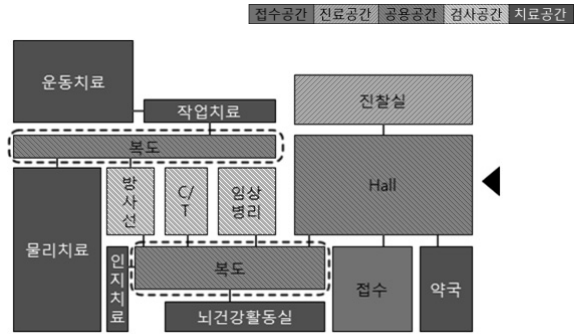 접수공간 진료공간 공용공간 검사공간 치료공간
운동치료
작업치료
진찰실
복도
Hall
방
사
선
C/
T
임상
병리
물리치료
인
지
치
료
복도
접수
약국
뇌건강활동실